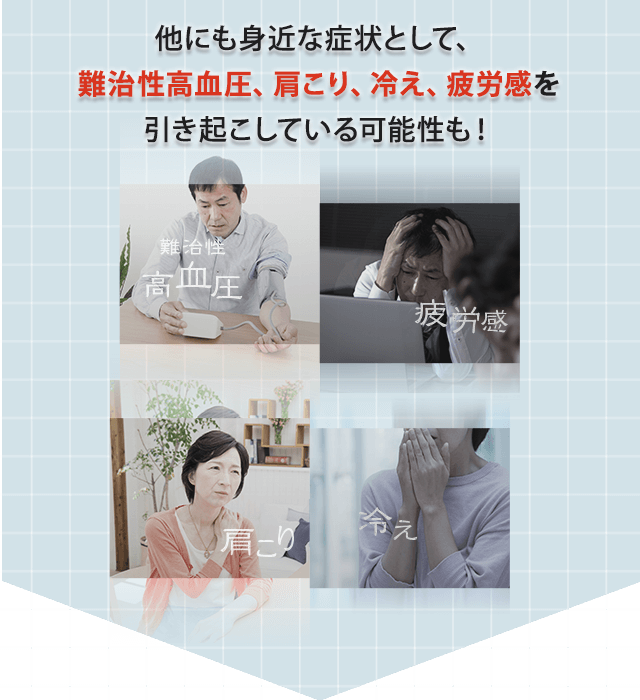 他にも身近な症状として、
難治性高血圧、肩こり、冷え、疲労感を
引き起こしている可能性も！
難治性
高血圧
疲労感
肩こり
冷え